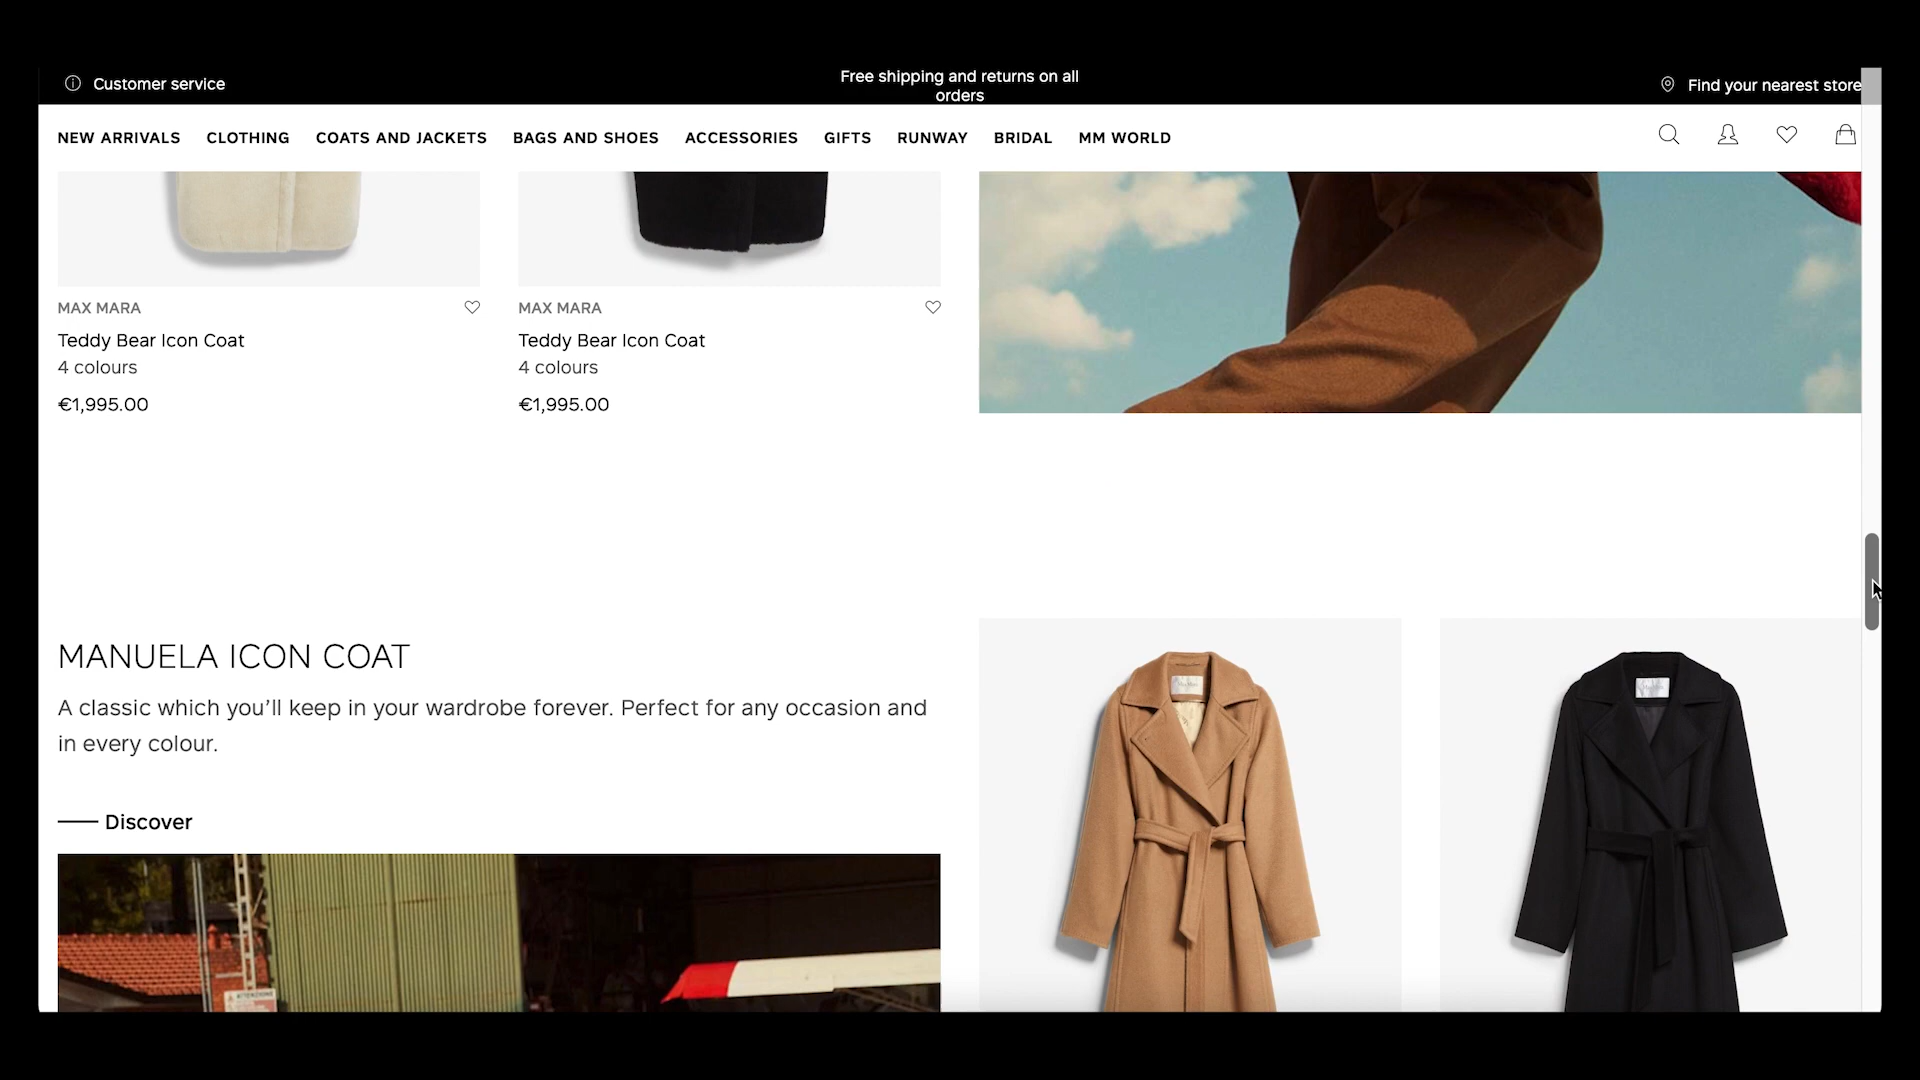 Customer service
Free shipping and returns on all
orders
Find your nearest store
NEW ARRIVALS
CLOTHING
COATS AND JACKETS
BAGS AND SHOES
ACCESSORIES
GIFTS
RUNWAY
BRIDAL
MM WORLD
MAX MARA
Teddy Bear Icon Coat
4 colours
€1,995.00
MAX MARA
Teddy Bear Icon Coat
4 colours
€1,995.00
MANUELA ICON COAT
A classic which you’ll keep in your wardrobe forever. Perfect for any occasion and
in every colour.
Discover
ATTENZIONE